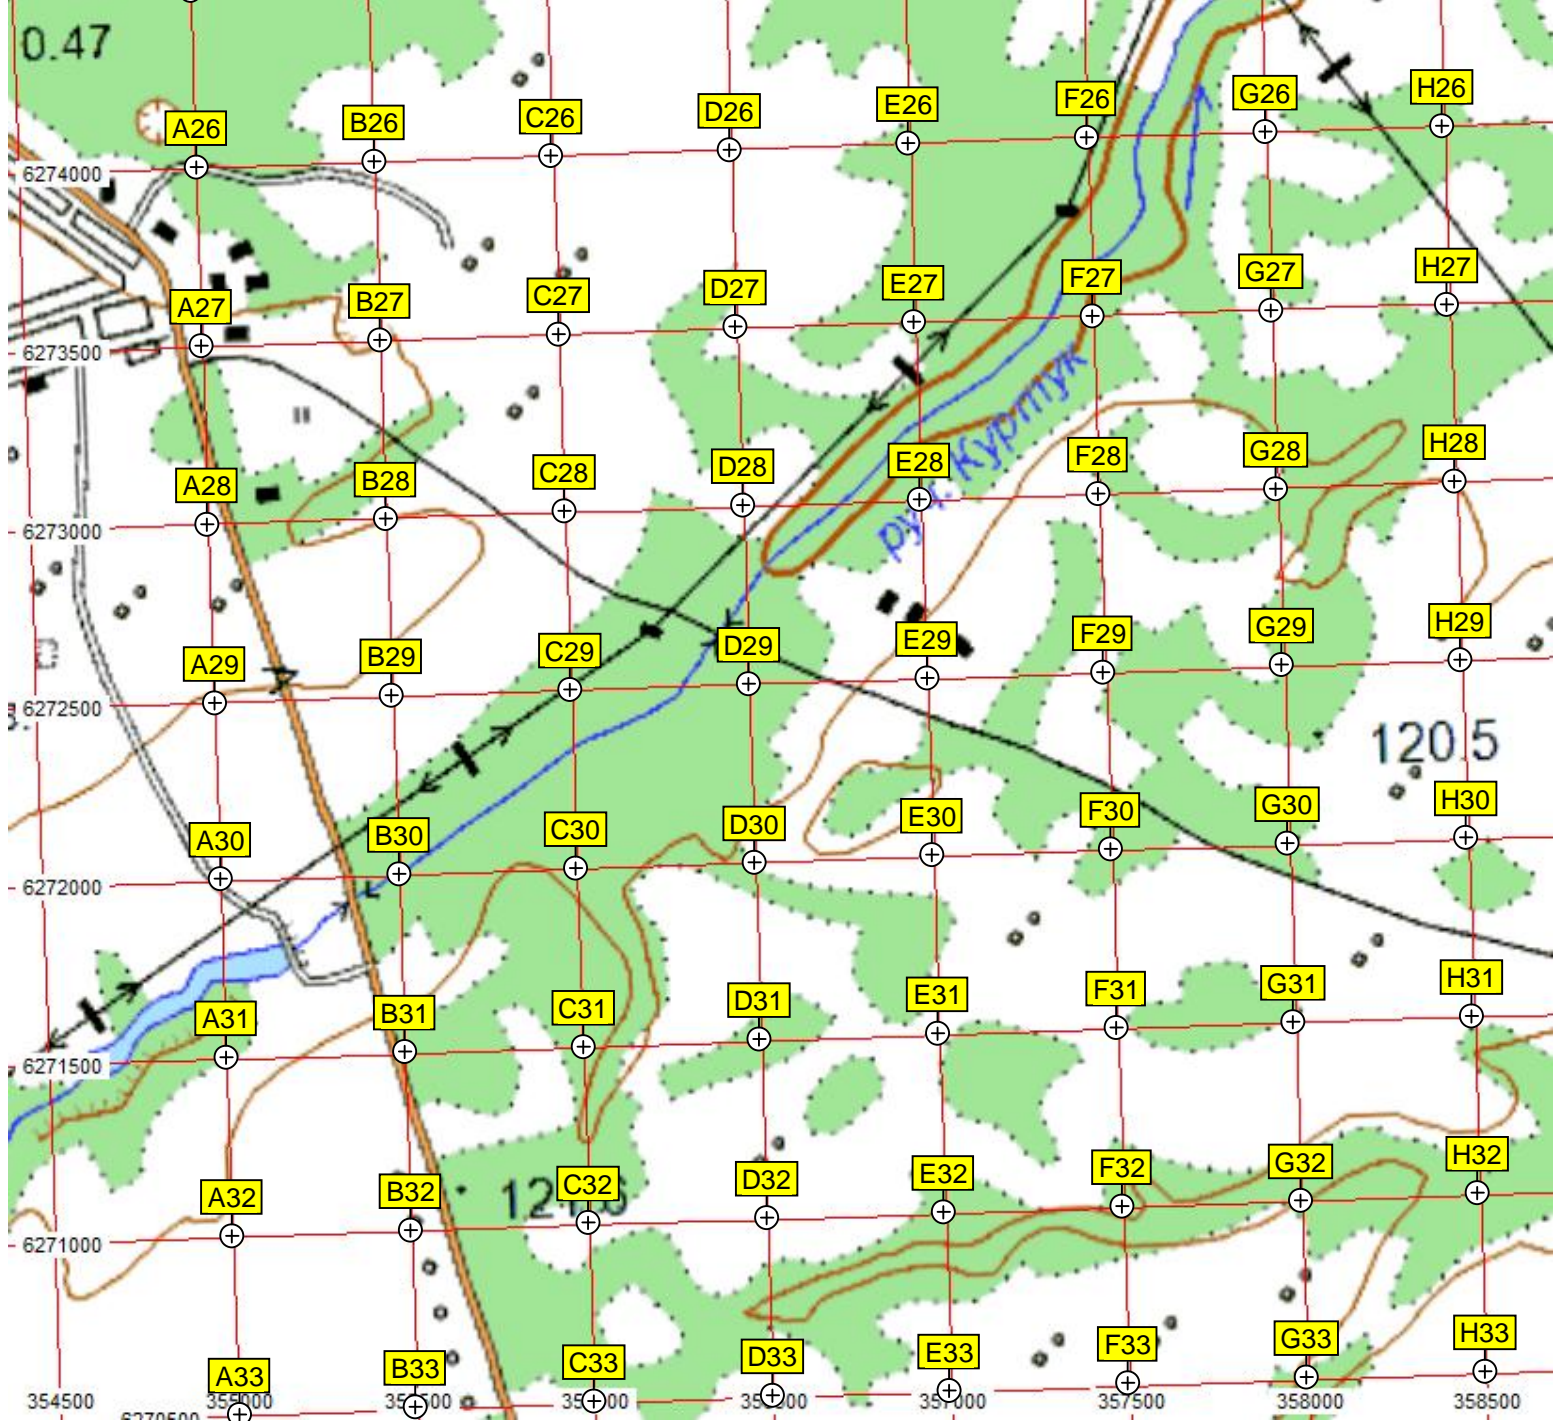 0.47
A26 B26 C26 D26 E26 F26 G26 H26
6274000
A27 B27 C27 D27 E27 F27 G27 H27
6273500
руч. Куртук
A28 B28 C28 D28 E28 F28 G28 H28
6273000
A29 B29 C29 D29 E29 F29 G29 H29
6272500
120.5
A30 B30 C30 D30 E30 F30 G30 H30
6272000
A31 B31 C31 D31 E31 F31 G31 H31
6271500
A32 B32 C32 D32 E32 F32 G32 H32
6271000
A33 B33 C33 D33 E33 F33 G33 H33
354500 357500 358000 358500
6270500